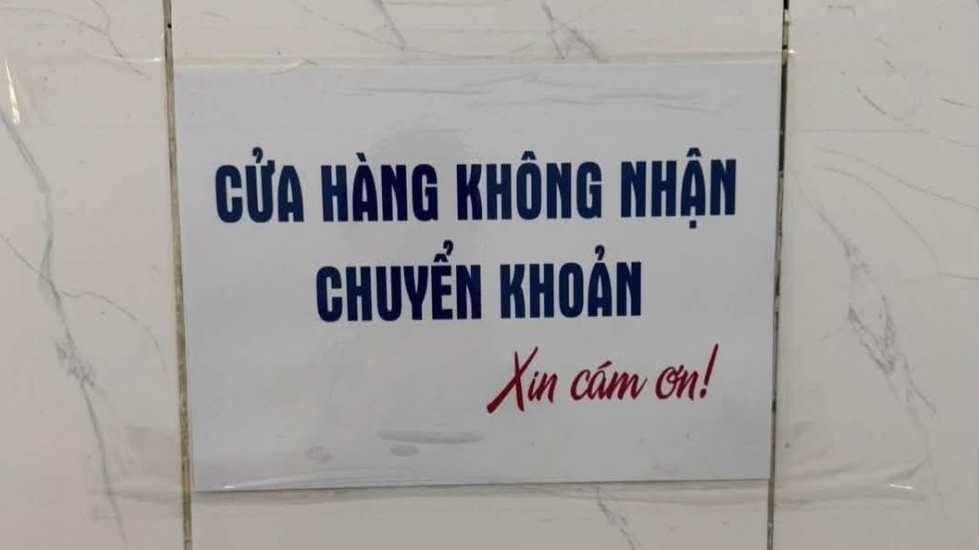 CỬA HÀNG KHÔNG NHẬN
CHUYỂN KHOẢN
Xin cám ơn!